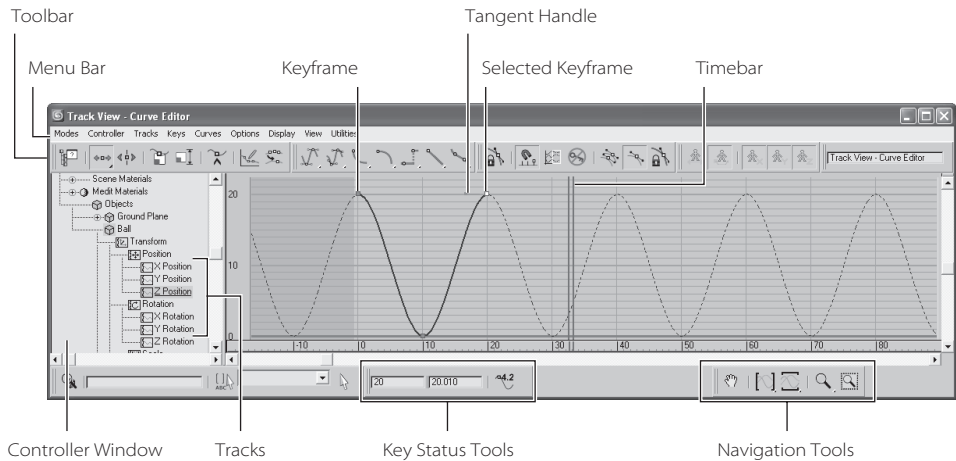 Toolbar
Tangent Handle
Menu Bar
Keyframe
Selected Keyframe
Timebar
Track View - Curve Editor
Modes Controller Tracks Keys Curves Options Display View Utilities
Track View - Curve Editor
Scene Materials
Medit Materials
Objects
Ground Plane
Ball
Transform
Position
X Position
Y Position
Z Position
Rotation
X Rotation
Y Rotation
Z Rotation
20
10
0
-10 0 10 20 30 40 50 60 70 80
ABC
20
20.010
4.2
Controller Window
Tracks
Key Status Tools
Navigation Tools